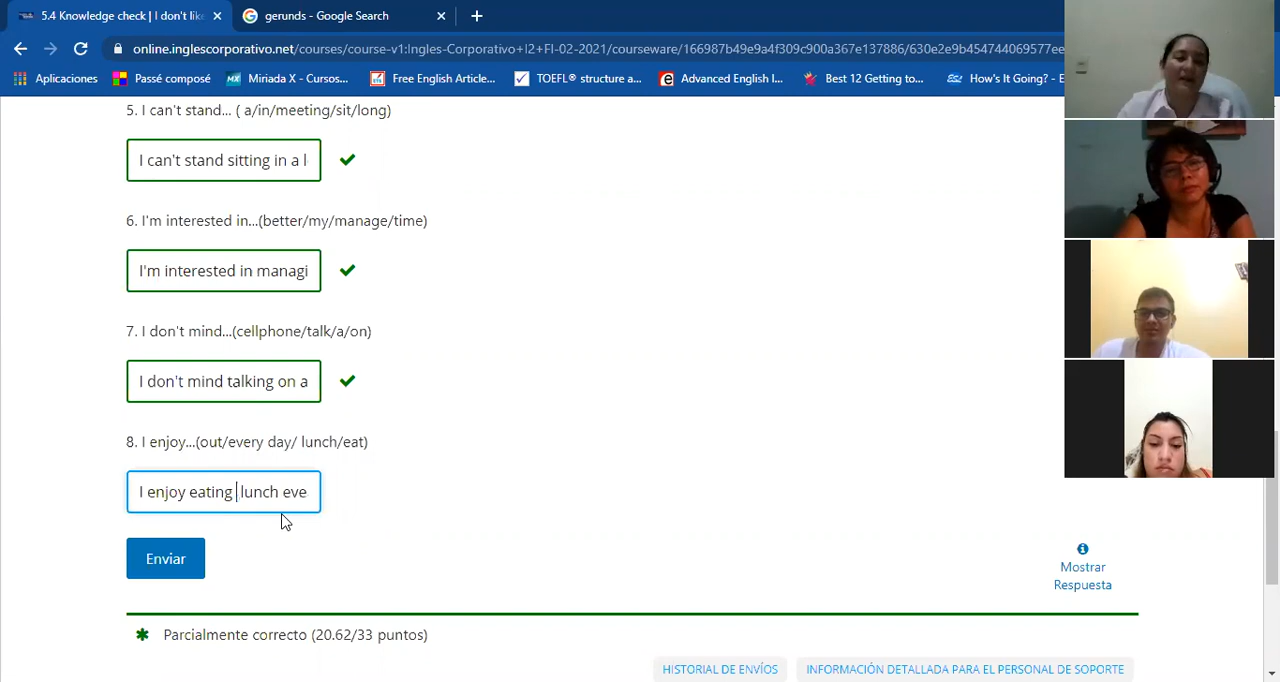 5.4 Knowledge check | I don't like
gerunds - Google Search
online.inglescorporativo.net/courses/course-v1:Ingles-Corporativo+I2+FI-02-2021/courseware/166987b49e9a4f309c900a367e137886/630e2e9b454744069577ee
Aplicaciones
Passé composé
Miriada X - Cursos...
Free English Article...
TOEFL® structure a...
Advanced English I...
Best 12 Getting to...
How's It Going? - E
5. I can't stand... ( a/in/meeting/sit/long)
I can't stand sitting in a l
6. I'm interested in...(better/my/manage/time)
I'm interested in managi
7. I don't mind...(cellphone/talk/a/on)
I don't mind talking on a
8. I enjoy...(out/every day/ lunch/eat)
I enjoy eating lunch eve
Enviar
Mostrar
Respuesta
Parcialmente correcto (20.62/33 puntos)
HISTORIAL DE ENVÍOS
INFORMACIÓN DETALLADA PARA EL PERSONAL DE SOPORTE